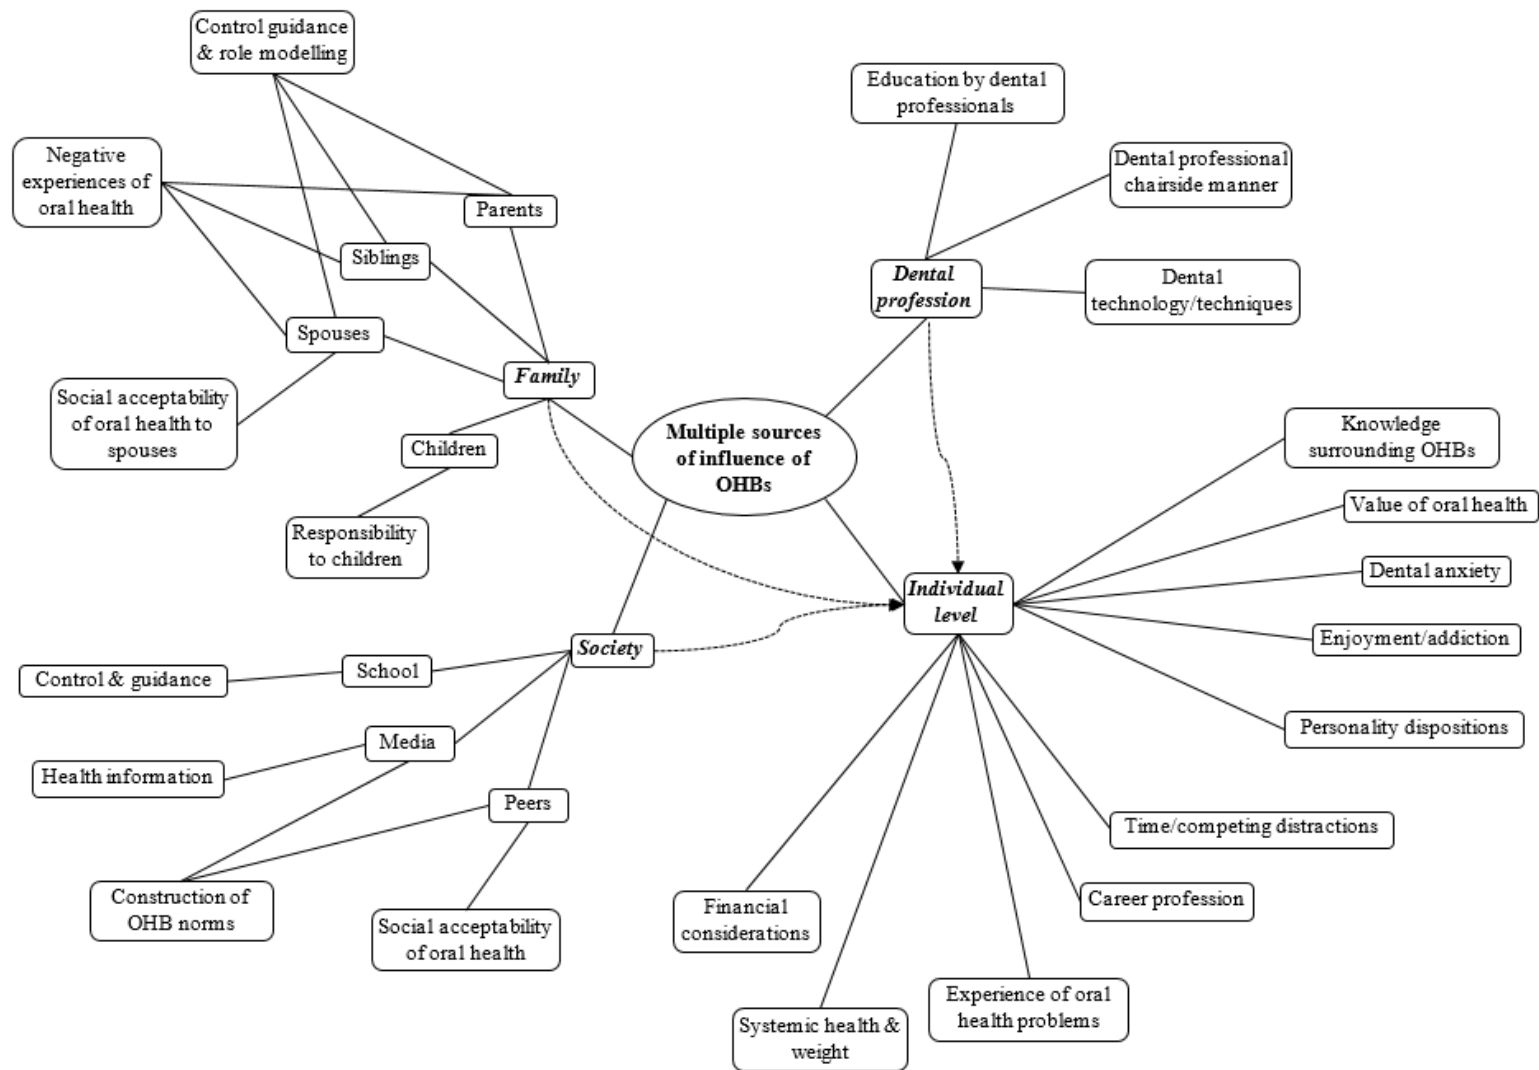 Control guidance
& role modelling
Negative
experiences of
oral health
Parents
Siblings
Spouses
Social acceptability
of oral health to
spouses
Family
Children
Responsibility
to children
Education by dental
professionals
Dental professional
chairside manner
Dental
profession
Dental
technology/techniques
Multiple sources
of influence of
OHBs
Knowledge
surrounding OHBs
Value of oral health
Dental anxiety
Individual
level
Enjoyment/addiction
Personality dispositions
Time/competing distractions
Career profession
Experience of oral
health problems
Systemic health &
weight
Financial
considerations
Society
School
Control & guidance
Media
Health information
Peers
Construction of
OHB norms
Social acceptability
of oral health